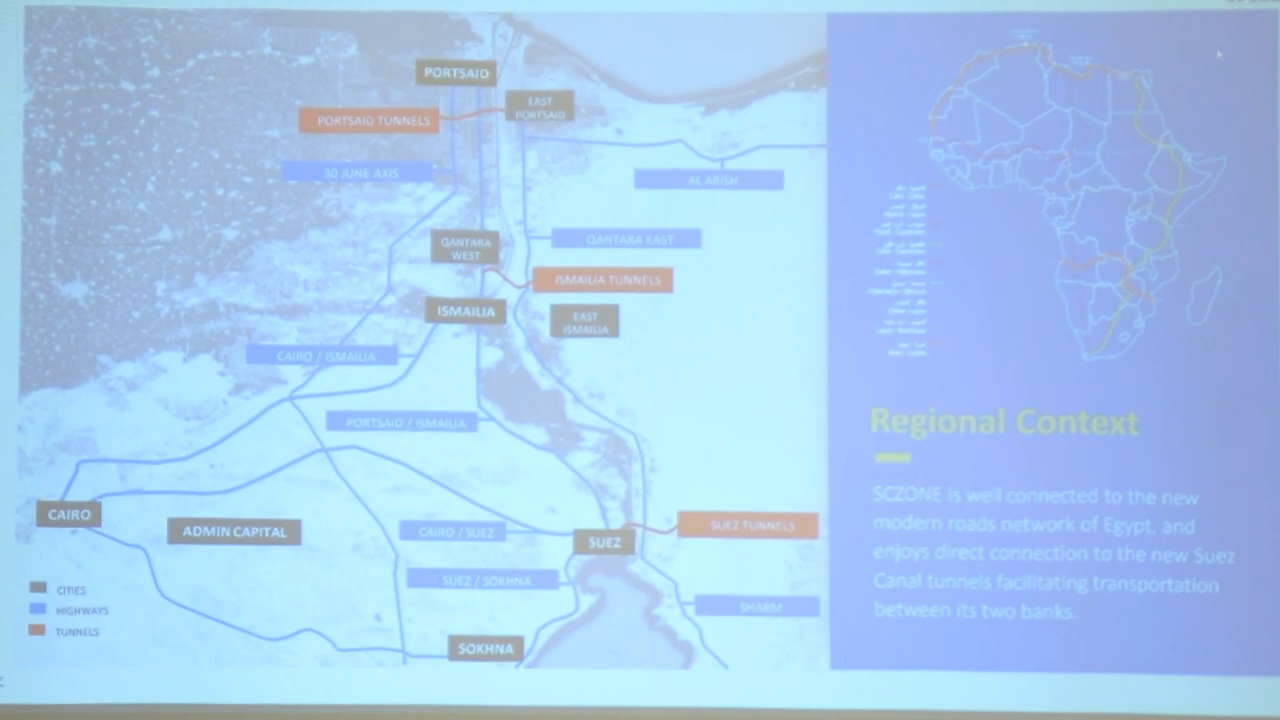 PORTSAID
EAST
PORTSAID
PORTSAID TUNNELS
30 JUNE AXIS
AL ARISH
QANTARA
WEST
QANTARA EAST
ISMAILIA TUNNELS
ISMAILIA
EAST
ISMAILIA
CAIRO / ISMAILIA
PORTSAID / ISMAILIA
CAIRO
ADMIN CAPITAL
CAIRO / SUEZ
SUEZ
SUEZ TUNNELS
SUEZ / SOKHNA
SHARM
SOKHNA
CITIES
HIGHWAYS
TUNNELS
Regional Context
SCZONE is well connected to the new
modern roads network of Egypt, and
enjoys direct connection to the new Suez
Canal tunnels facilitating transportation
between its two banks.